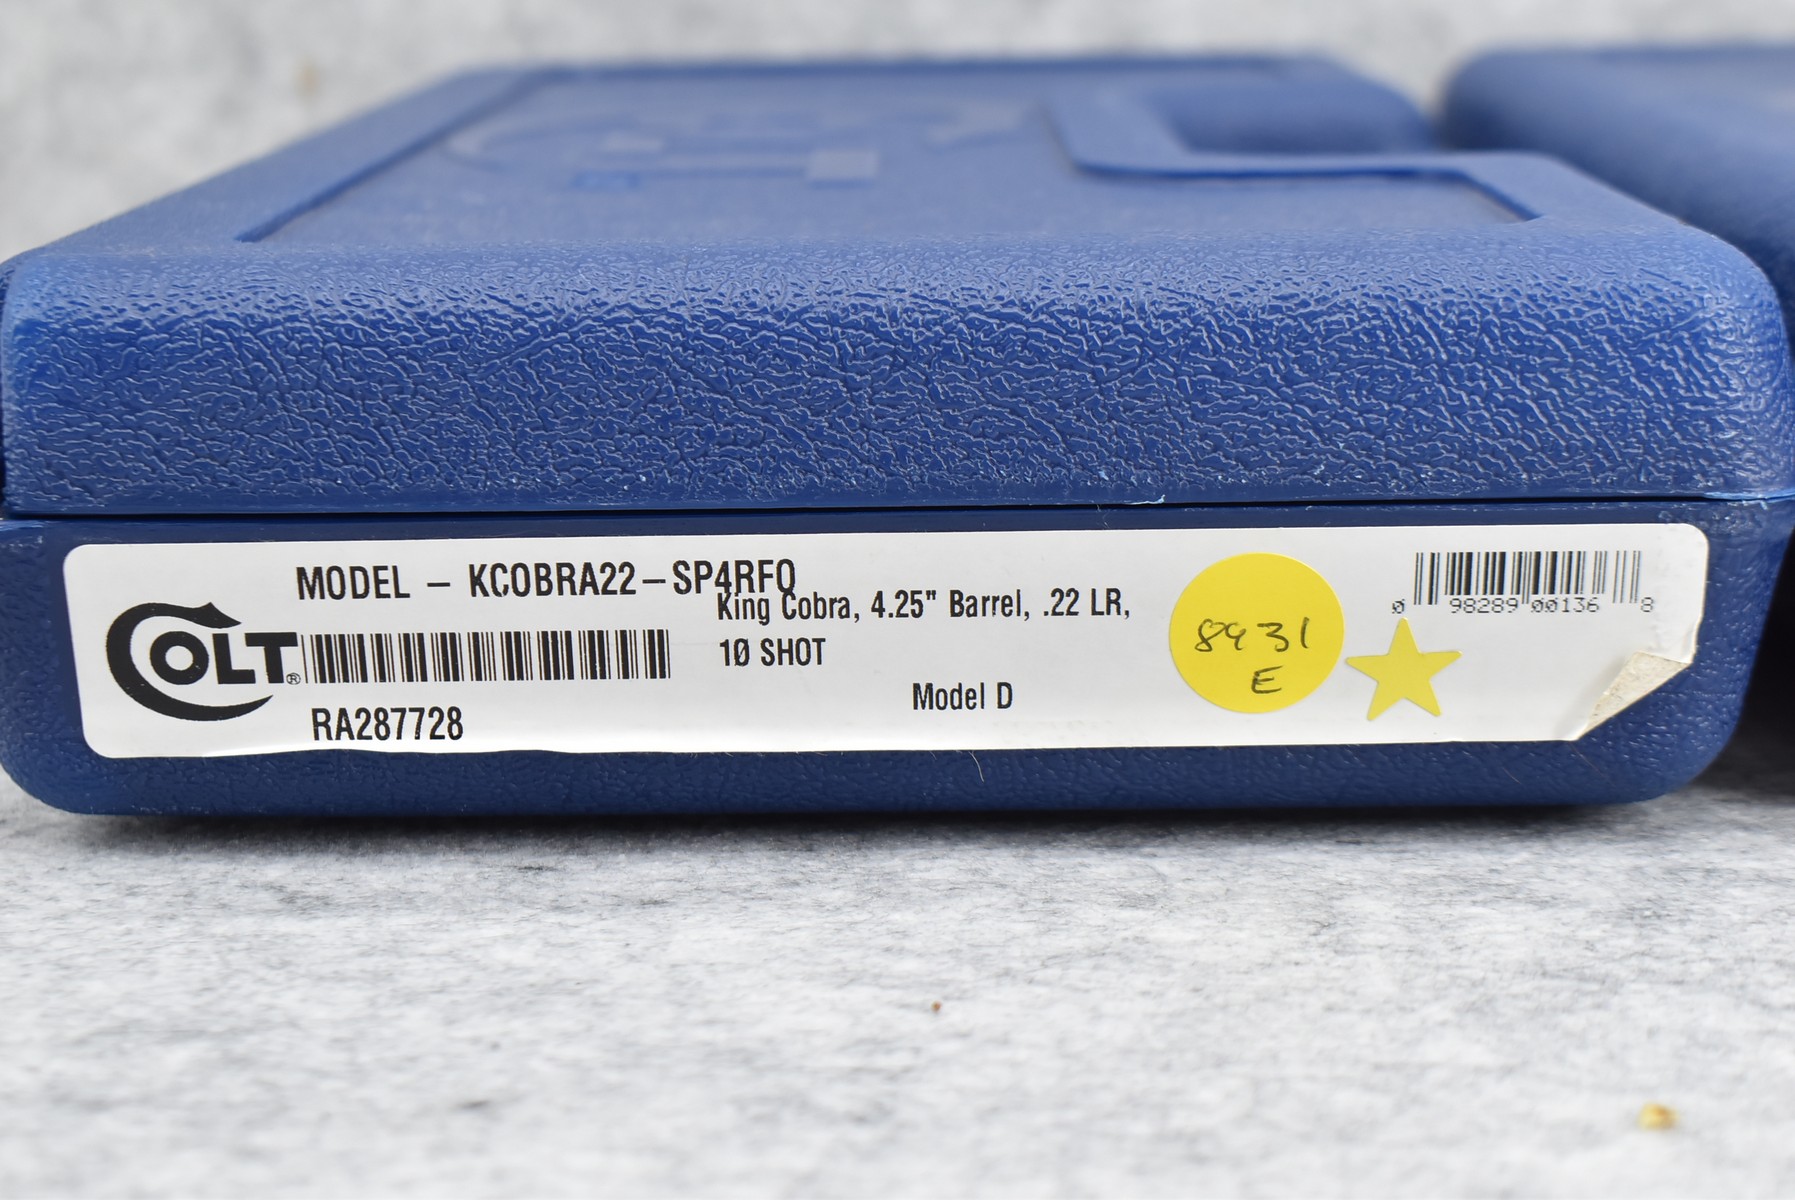 MODEL – KCOBRA22–SP4RFQ
King Cobra, 4.25" Barrel, .22 LR,
10 SHOT
COLT®
RA287728
Model D
8931
E
0 98289 00136 8